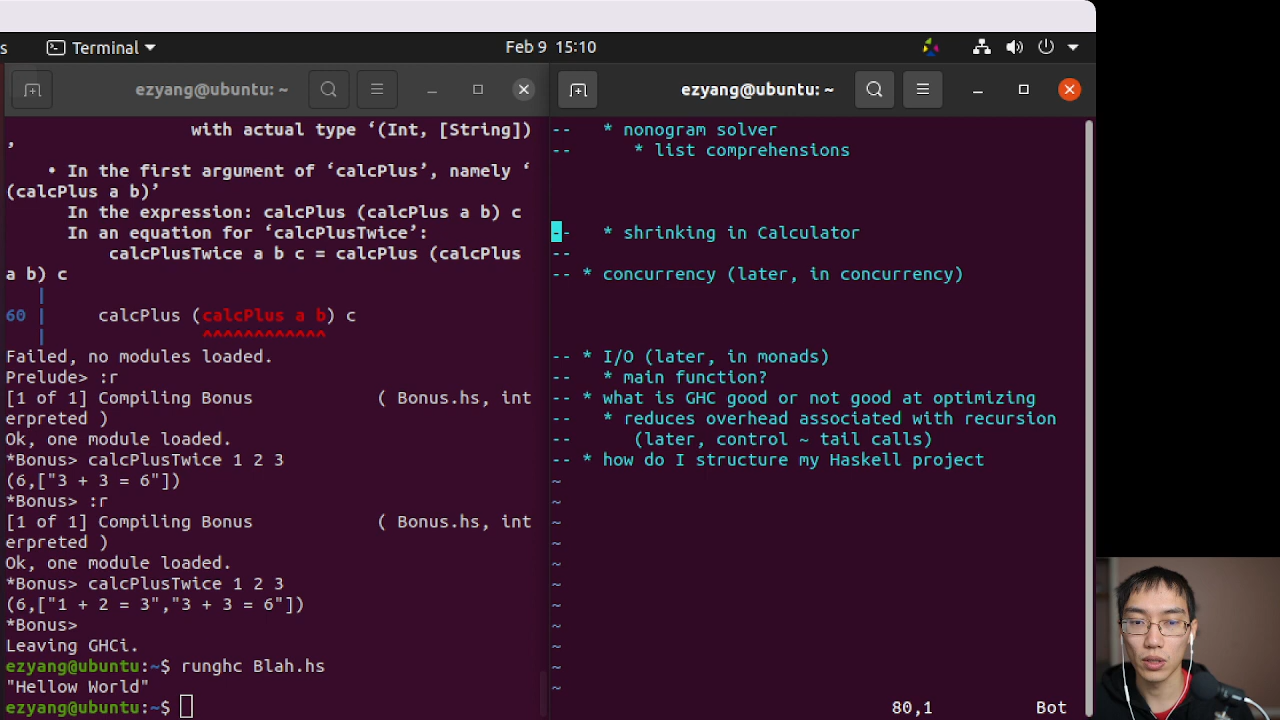 s Terminal Feb 9 15:10
ezyang@ubuntu: ~
with actual type ‘(Int, [String])
’
• In the first argument of ‘calcPlus’, namely ‘
(calcPlus a b)’
In the expression: calcPlus (calcPlus a b) c
In an equation for ‘calcPlusTwice’:
calcPlusTwice a b c = calcPlus (calcPlus
a b) c
|
60 | calcPlus (calcPlus a b) c
| ^^^^^^^^^^^^
Failed, no modules loaded.
Prelude> :r
[1 of 1] Compiling Bonus ( Bonus.hs, int
erpreted )
Ok, one module loaded.
*Bonus> calcPlusTwice 1 2 3
(6,["3 + 3 = 6"])
*Bonus> :r
[1 of 1] Compiling Bonus ( Bonus.hs, int
erpreted )
Ok, one module loaded.
*Bonus> calcPlusTwice 1 2 3
(6,["1 + 2 = 3","3 + 3 = 6"])
*Bonus>
Leaving GHCi.
ezyang@ubuntu:~$ runghc Blah.hs
"Hellow World"
ezyang@ubuntu:~$
ezyang@ubuntu: ~
-- * nonogram solver
-- * list comprehensions
-- * shrinking in Calculator
--
-- * concurrency (later, in concurrency)
-- * I/O (later, in monads)
-- * main function?
-- * what is GHC good or not good at optimizing
-- * reduces overhead associated with recursion
-- (later, control ~ tail calls)
-- * how do I structure my Haskell project
~
~
~
~
~
~
~
~
~
~
~
80,1 Bot